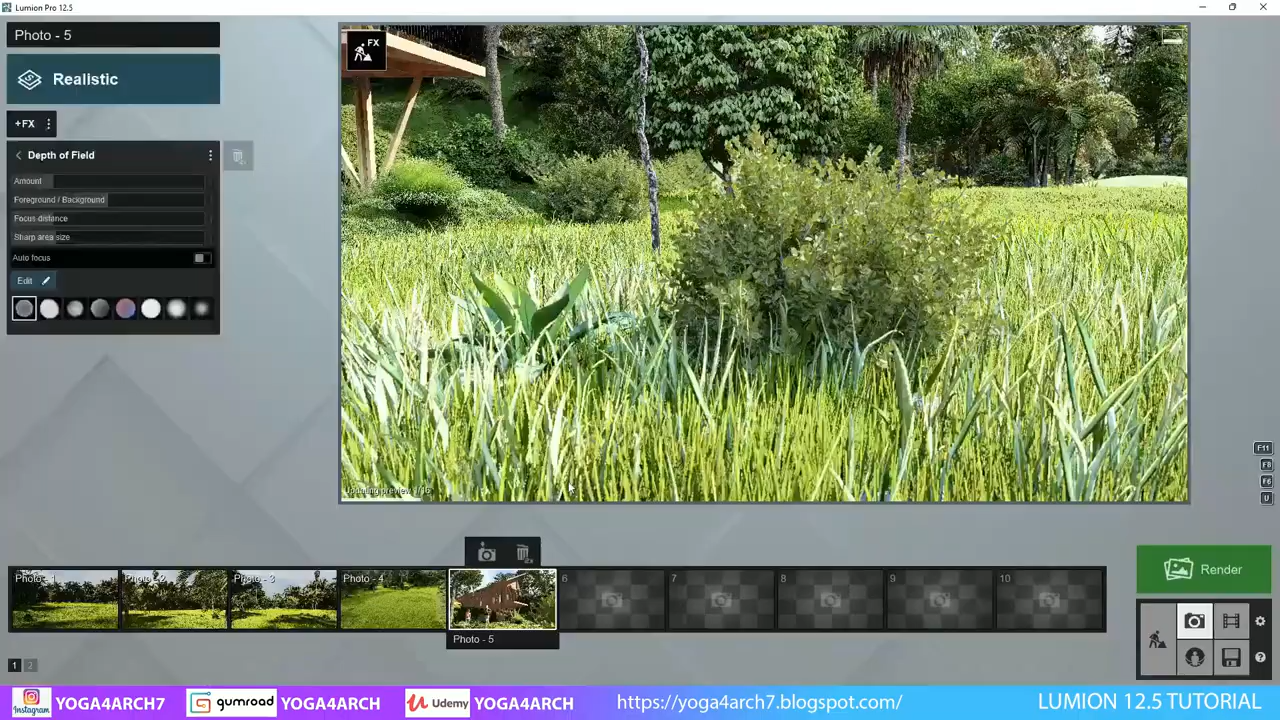 Lumion Pro 12.5
Photo - 5
FX
Realistic
+FX
Depth of Field
Amount
Foreground / Background
Focus distance
Sharp area size
Auto focus
Edit
Updating preview 1/16
F11
F8
F6
U
Photo - 1
Photo - 2
Photo - 3
Photo - 4
6
7
8
9
10
Photo - 5
Render
1
2
Instagram
YOGA4ARCH7
gumroad
YOGA4ARCH
Udemy
YOGA4ARCH
https://yoga4arch7.blogspot.com/
LUMION 12.5 TUTORIAL